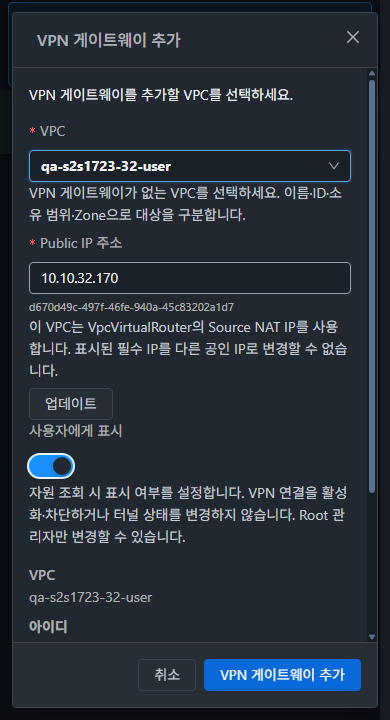 VPN 게이트웨이 추가
VPN 게이트웨이를 추가할 VPC를 선택하세요.
* VPC
qa-s2s1723-32-user
VPN 게이트웨이가 없는 VPC를 선택하세요. 이름·ID·소
유 범위·Zone으로 대상을 구분합니다.
* Public IP 주소
10.10.32.170
d670d49c-497f-46fe-940a-45c83202a1d7
이 VPC는 VpcVirtualRouter의 Source NAT IP를 사용
합니다. 표시된 필수 IP를 다른 공인 IP로 변경할 수 없습
니다.
업데이트
사용자에게 표시
자원 조회 시 표시 여부를 설정합니다. VPN 연결을 활성
화·차단하거나 터널 상태를 변경하지 않습니다. Root 관
리자만 변경할 수 있습니다.
VPC
qa-s2s1723-32-user
아이디
취소
VPN 게이트웨이 추가